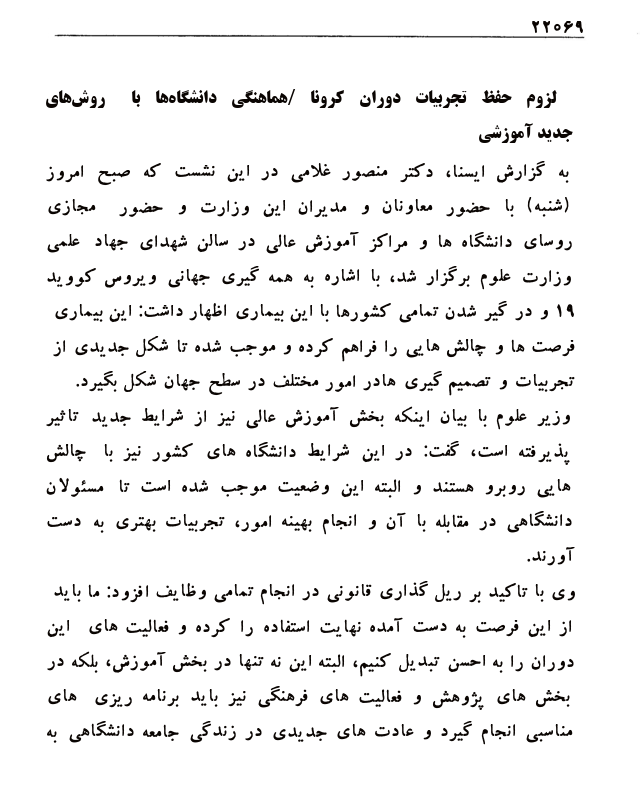 ۲۲۰۶۹
لزوم حفظ تجربیات دوران کرونا /هماهنگی دانشگاه‌ها با روش‌های
جدید آموزشی
به گزارش ایسنا، دکتر منصور غلامی در این نشست که صبح امروز
(شنبه) با حضور معاونان و مدیران این وزارت و حضور مجازی
روسای دانشگاه ها و مراکز آموزش عالی در سالن شهدای جهاد علمی
وزارت علوم برگزار شد، با اشاره به همه گیری جهانی ویروس کووید
۱۹ و در گیر شدن تمامی کشورها با این بیماری اظهار داشت: این بیماری
فرصت ها و چالش هایی را فراهم کرده و موجب شده تا شکل جدیدی از
تجربیات و تصمیم گیری هادر امور مختلف در سطح جهان شکل بگیرد.
وزیر علوم با بیان اینکه بخش آموزش عالی نیز از شرایط جدید تاثیر
پذیرفته است، گفت: در این شرایط دانشگاه های کشور نیز با چالش
هایی روبرو هستند و البته این وضعیت موجب شده است تا مسئولان
دانشگاهی در مقابله با آن و انجام بهینه امور، تجربیات بهتری به دست
آورند.
وی با تاکید بر ریل گذاری قانونی در انجام تمامی وظایف افزود: ما باید
از این فرصت به دست آمده نهایت استفاده را کرده و فعالیت های این
دوران را به احسن تبدیل کنیم، البته این نه تنها در بخش آموزش، بلکه در
بخش های پژوهش و فعالیت های فرهنگی نیز باید برنامه ریزی های
مناسبی انجام گیرد و عادت های جدیدی در زندگی جامعه دانشگاهی به